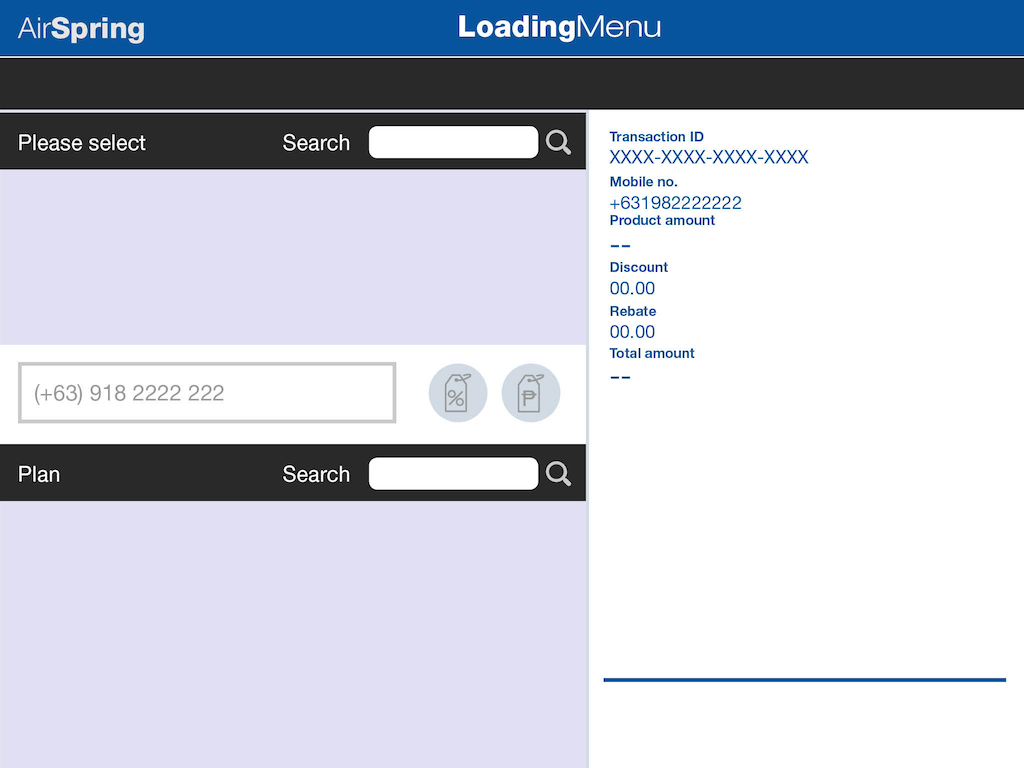 AirSpring
LoadingMenu
Please select
Search
(+63) 918 2222 222
%
₱
Plan
Search
Transaction ID
XXXX-XXXX-XXXX-XXXX
Mobile no.
+631982222222
Product amount
--
Discount
00.00
Rebate
00.00
Total amount
--